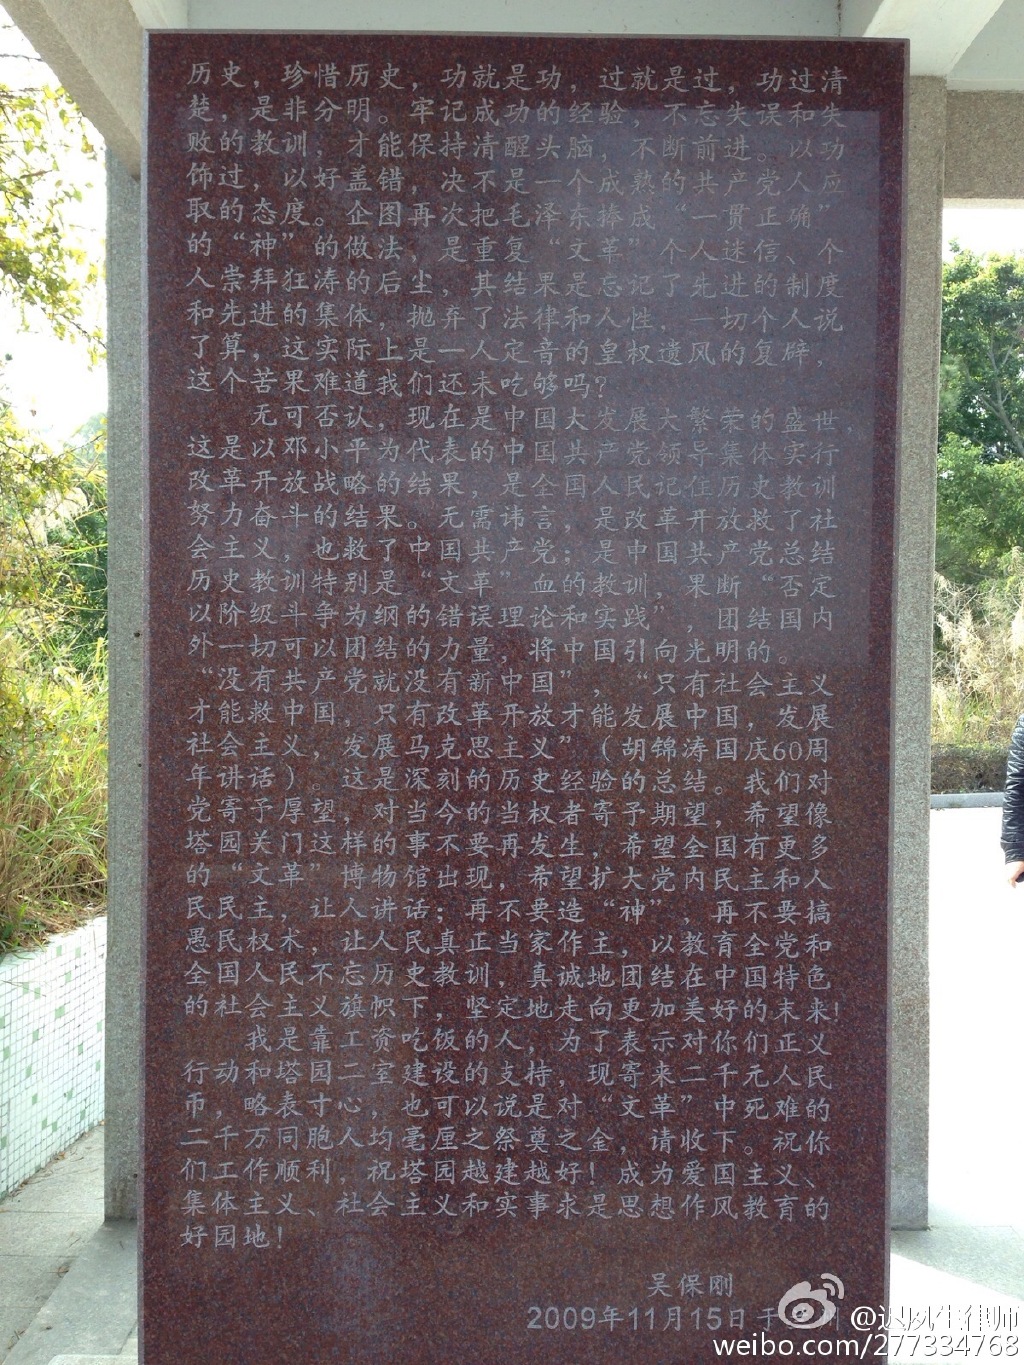 历史，珍惜历史，功就是功，过就是过，功过清
楚，是非分明。牢记成功的经验，不忘失误和失
败的教训，才能保持清醒头脑，不断前进。以功
饰过，以好盖错，决不是一个成熟的共产党人应
取的态度。企图再次把毛泽东捧成“一贯正确”
的“神”的做法，是重复“文革”个人迷信、个
人崇拜狂涛的后尘，其结果是忘记了先进的制度
和先进的集体，抛弃了法律和人性，一切个人说
了算，这实际上是一人定音的皇权遗风的复辟，
这个苦果难道我们还未吃够吗？
无可否认，现在是中国大发展大繁荣的盛世，
这是以邓小平为代表的中国共产党领导集体实行
改革开放战略的结果，是全国人民记住历史教训
努力奋斗的结果。无需讳言，是改革开放救了社
会主义，也救了中国共产党；是中国共产党总结
历史教训特别是“文革”血的教训，果断“否定
以阶级斗争为纲的错误理论和实践”，团结国内
外一切可以团结的力量，将中国引向光明的。
“没有共产党就没有新中国”，“只有社会主义
才能救中国，只有改革开放才能发展中国，发展
社会主义，发展马克思主义”（胡锦涛国庆60周
年讲话）。这是深刻的历史经验的总结。我们对
党寄予厚望，对当今的当权者寄予期望，希望像
塔园关门这样的事不要再发生，希望全国有更多
的“文革”博物馆出现，希望扩大党内民主和人
民民主，让人讲话；再不要造“神”，再不要搞
愚民权术，让人民真正当家作主，以教育全党和
全国人民不忘历史教训，真诚地团结在中国特色
的社会主义旗帜下，坚定地走向更加美好的未来！
我是靠工资吃饭的人，为了表示对你们正义
行动和塔园二室建设的支持，现寄来二千元人民
币，略表寸心，也可以说是对“文革”中死难的
二千万同胞人均毫厘之祭奠之金，请收下。祝你
们工作顺利，祝塔园越建越好！成为爱国主义、
集体主义、社会主义和实事求是思想作风教育的
好园地！
吴保刚
2009年11月15日于州
@迟夙生律师
weibo.com/277334768